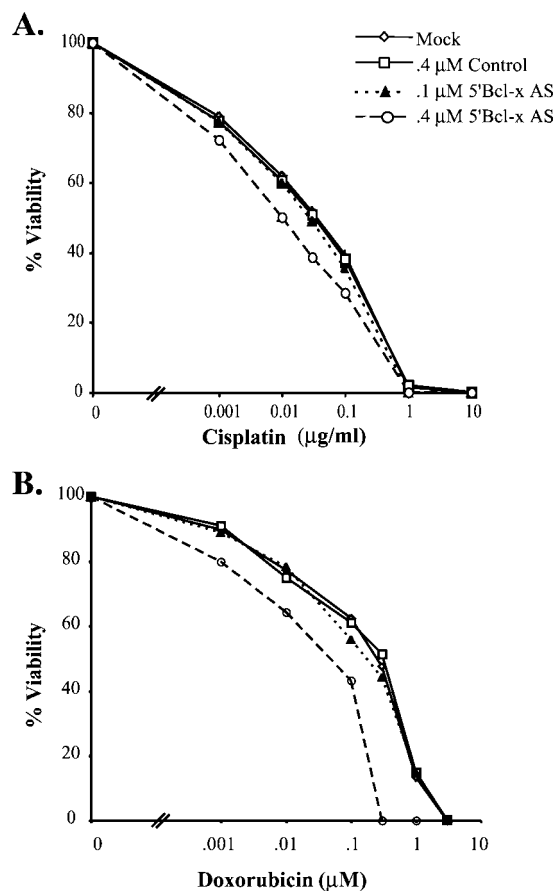 A.
Mock
.4 μM Control
.1 μM 5'Bcl-x AS
.4 μM 5'Bcl-x AS
% Viability
100
80
60
40
20
0
0 0.001 0.01 0.1 1 10
Cisplatin (μg/ml)
B.
% Viability
100
80
60
40
20
0
0 .001 .01 .1 1 10
Doxorubicin (μM)